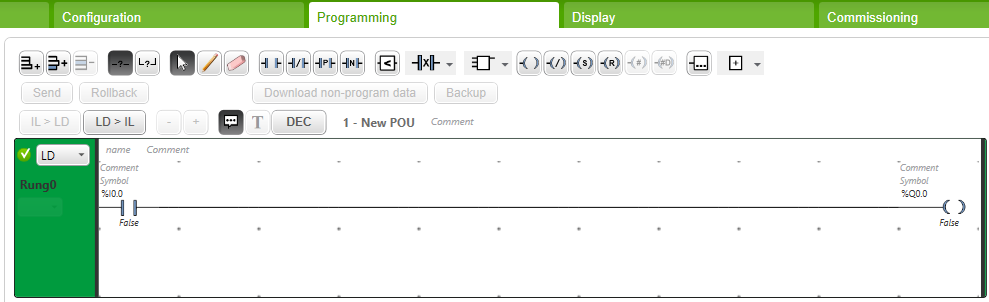 Configuration Programming Display Commissioning
Send Rollback Download non-program data Backup
IL > LD LD > IL - + T DEC 1 - New POU Comment
LD name Comment
Comment Comment
Symbol Symbol
Rung0 %I0.0 %Q0.0
False False